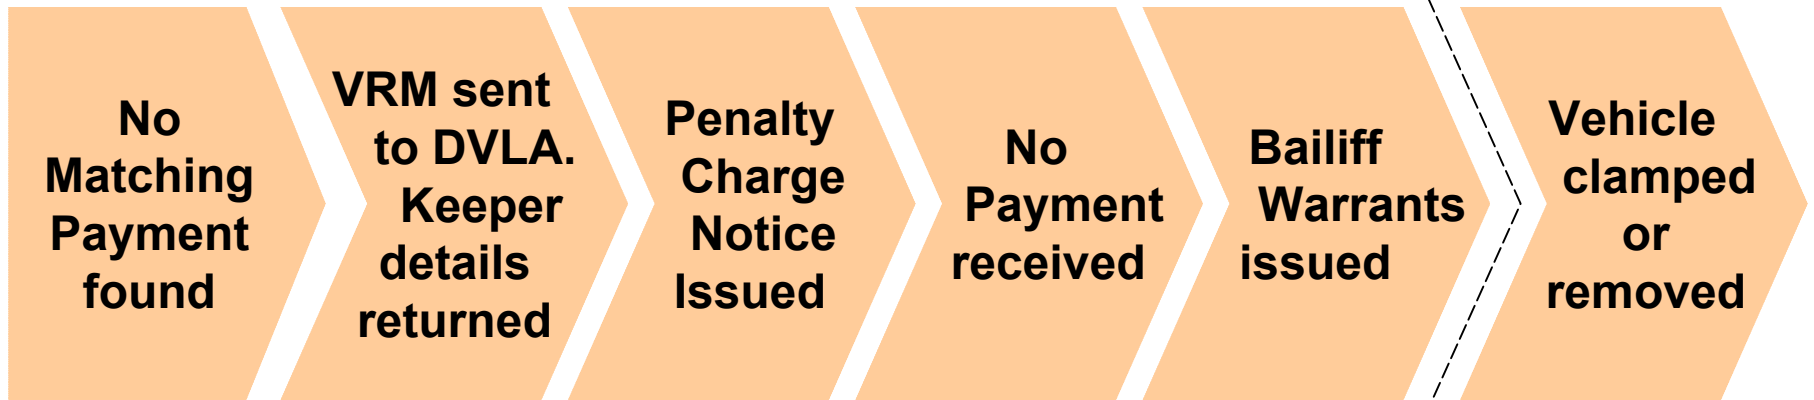 No
Matching
Payment
found
VRM sent
to DVLA.
Keeper
details
returned
Penalty
Charge
Notice
Issued
No
Payment
received
Bailiff
Warrants
issued
Vehicle
clamped
or
removed